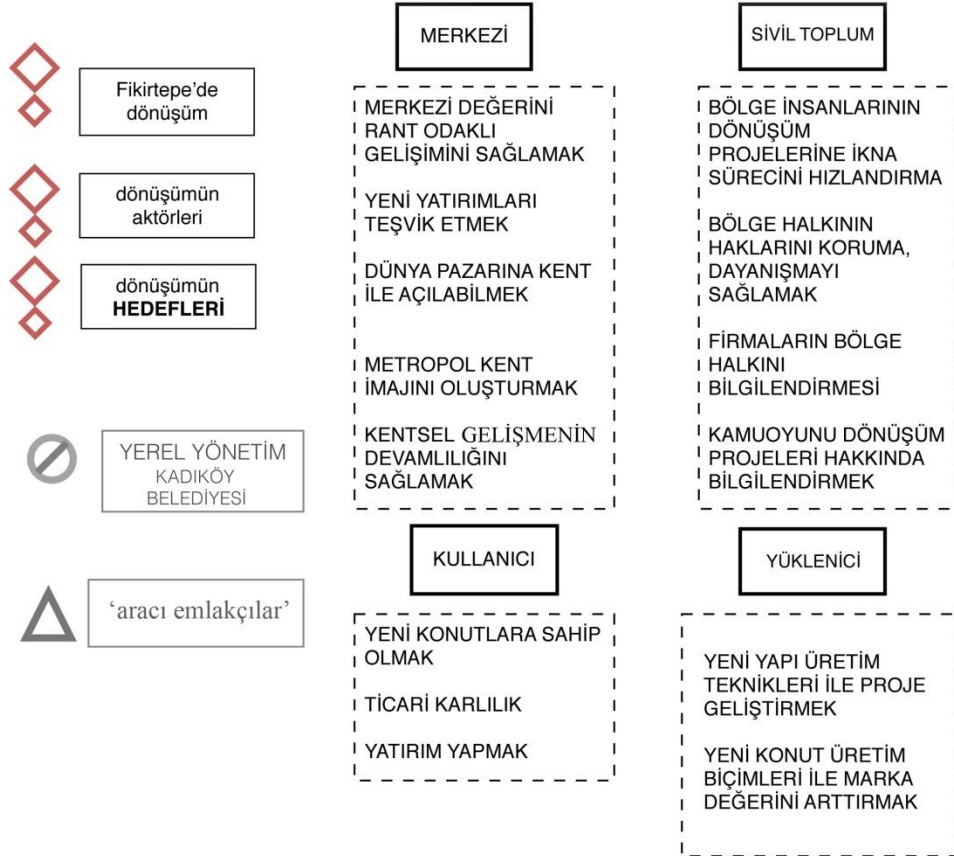 Fikirtepe’de
dönüşüm
dönüşümün
aktörleri
dönüşümün
HEDEFLERİ
YEREL YÖNETİM
KADIKÖY
BELEDİYESİ
‘aracı emlakçılar’
MERKEZİ
MERKEZİ DEĞERİNİ
RANT ODAKLI
GELİŞİMİNİ SAĞLAMAK
YENİ YATIRIMLARI
TEŞVİK ETMEK
DÜNYA PAZARINA KENT
İLE AÇILABİLMEK
METROPOL KENT
İMAJINI OLUŞTURMAK
KENTSEL GELİŞMENİN
DEVAMLILIĞINI
SAĞLAMAK
SİVİL TOPLUM
BÖLGE İNSANLARININ
DÖNÜŞÜM
PROJELERİNE İKNA
SÜRECİNİ HIZLANDIRMA
BÖLGE HALKININ
HAKLARINI KORUMA,
DAYANIŞMAYI
SAĞLAMAK
FİRMALARIN BÖLGE
HALKINI
BİLGİLENDİRMESİ
KAMUOYUNU DÖNÜŞÜM
PROJELERİ HAKKINDA
BİLGİLENDİRMEK
KULLANICI
YENİ KONUTLARA SAHİP
OLMAK
TİCARİ KARLILIK
YATIRIM YAPMAK
YÜKLENİCİ
YENİ YAPI ÜRETİM
TEKNİKLERİ İLE PROJE
GELİŞTİRMEK
YENİ KONUT ÜRETİM
BİÇİMLERİ İLE MARKA
DEĞERİNİ ARTTIRMAK